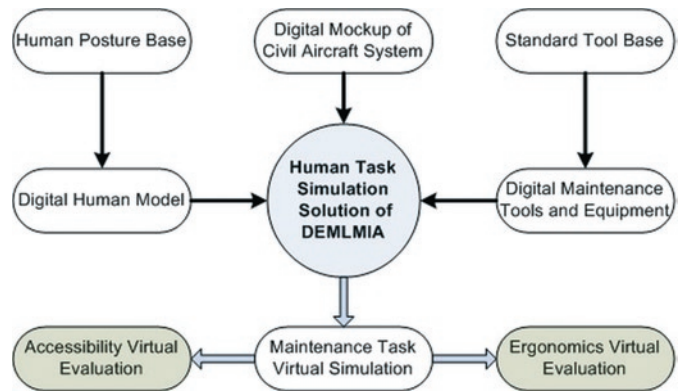 Human Posture Base
Digital Mockup of
Civil Aircraft System
Standard Tool Base
Digital Human Model
Human Task
Simulation
Solution of
DEMLMIA
Digital Maintenance
Tools and Equipment
Accessibility Virtual
Evaluation
Maintenance Task
Virtual Simulation
Ergonomics Virtual
Evaluation